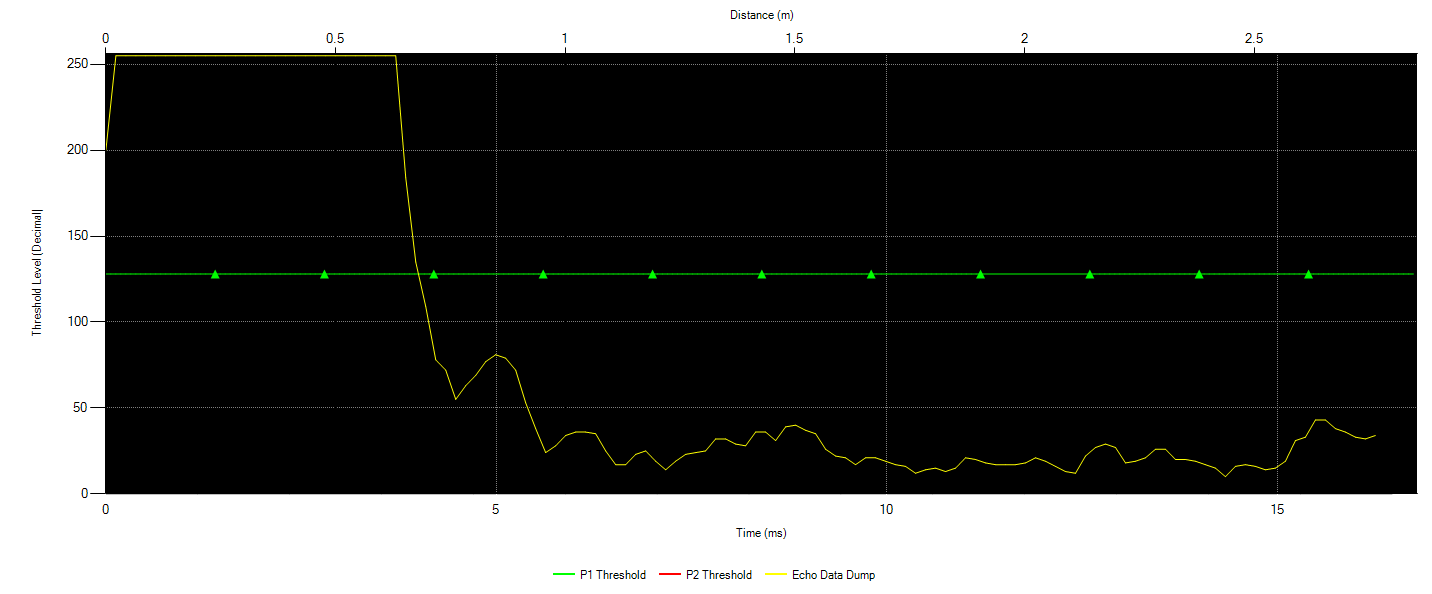 Distance (m)
0 0.5 1 1.5 2 2.5
250
200
150
100
50
0
Threshold Level (Decimal)
0 5 10 15
Time (ms)
P1 Threshold P2 Threshold Echo Data Dump